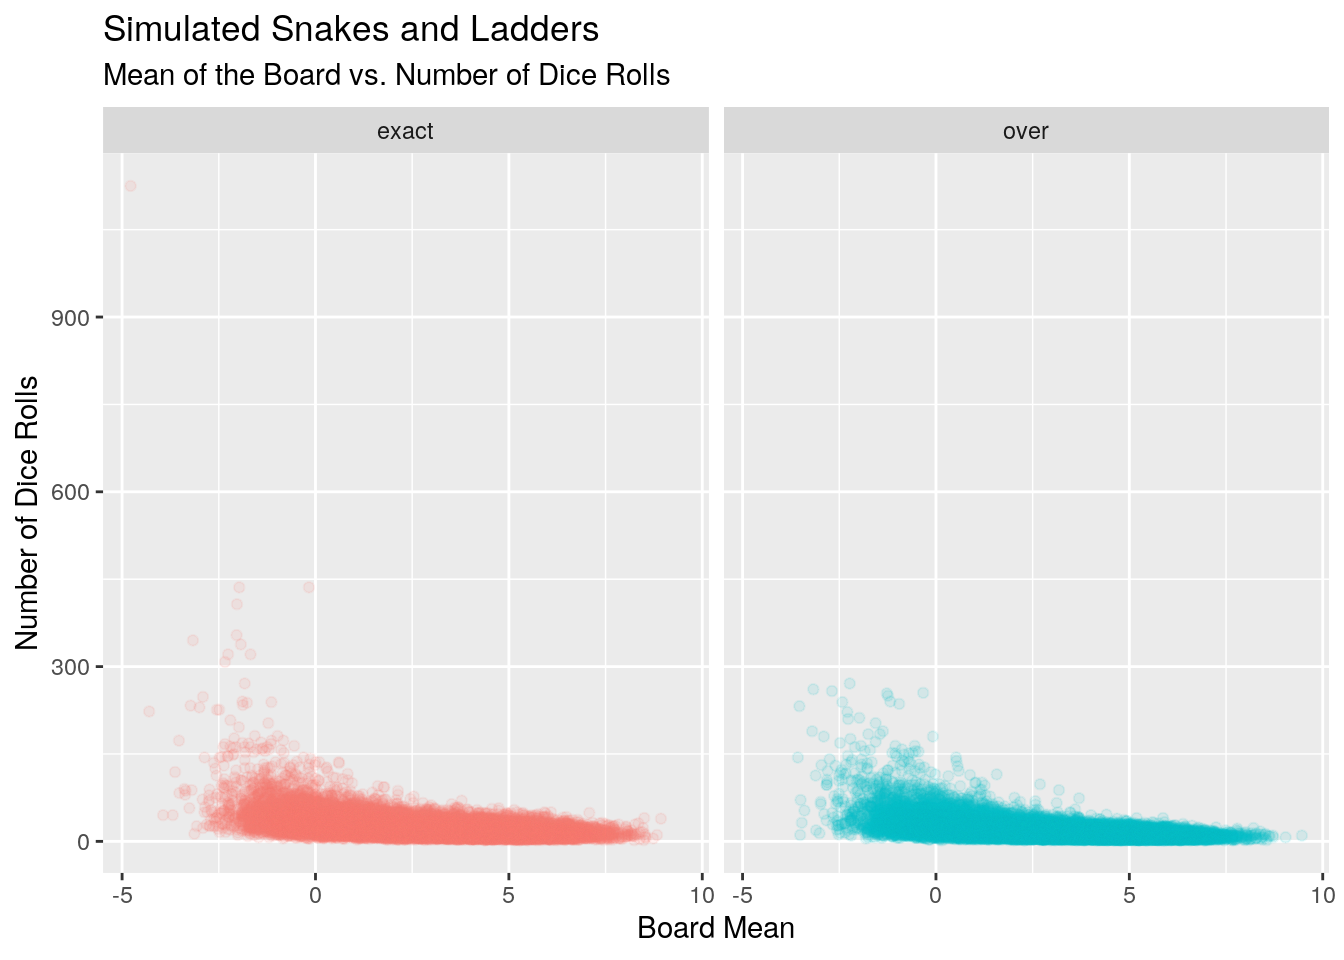 Simulated Snakes and Ladders
Mean of the Board vs. Number of Dice Rolls
exact
over
Number of Dice Rolls
900
600
300
0
-5
0
5
10
-5
0
5
10
Board Mean